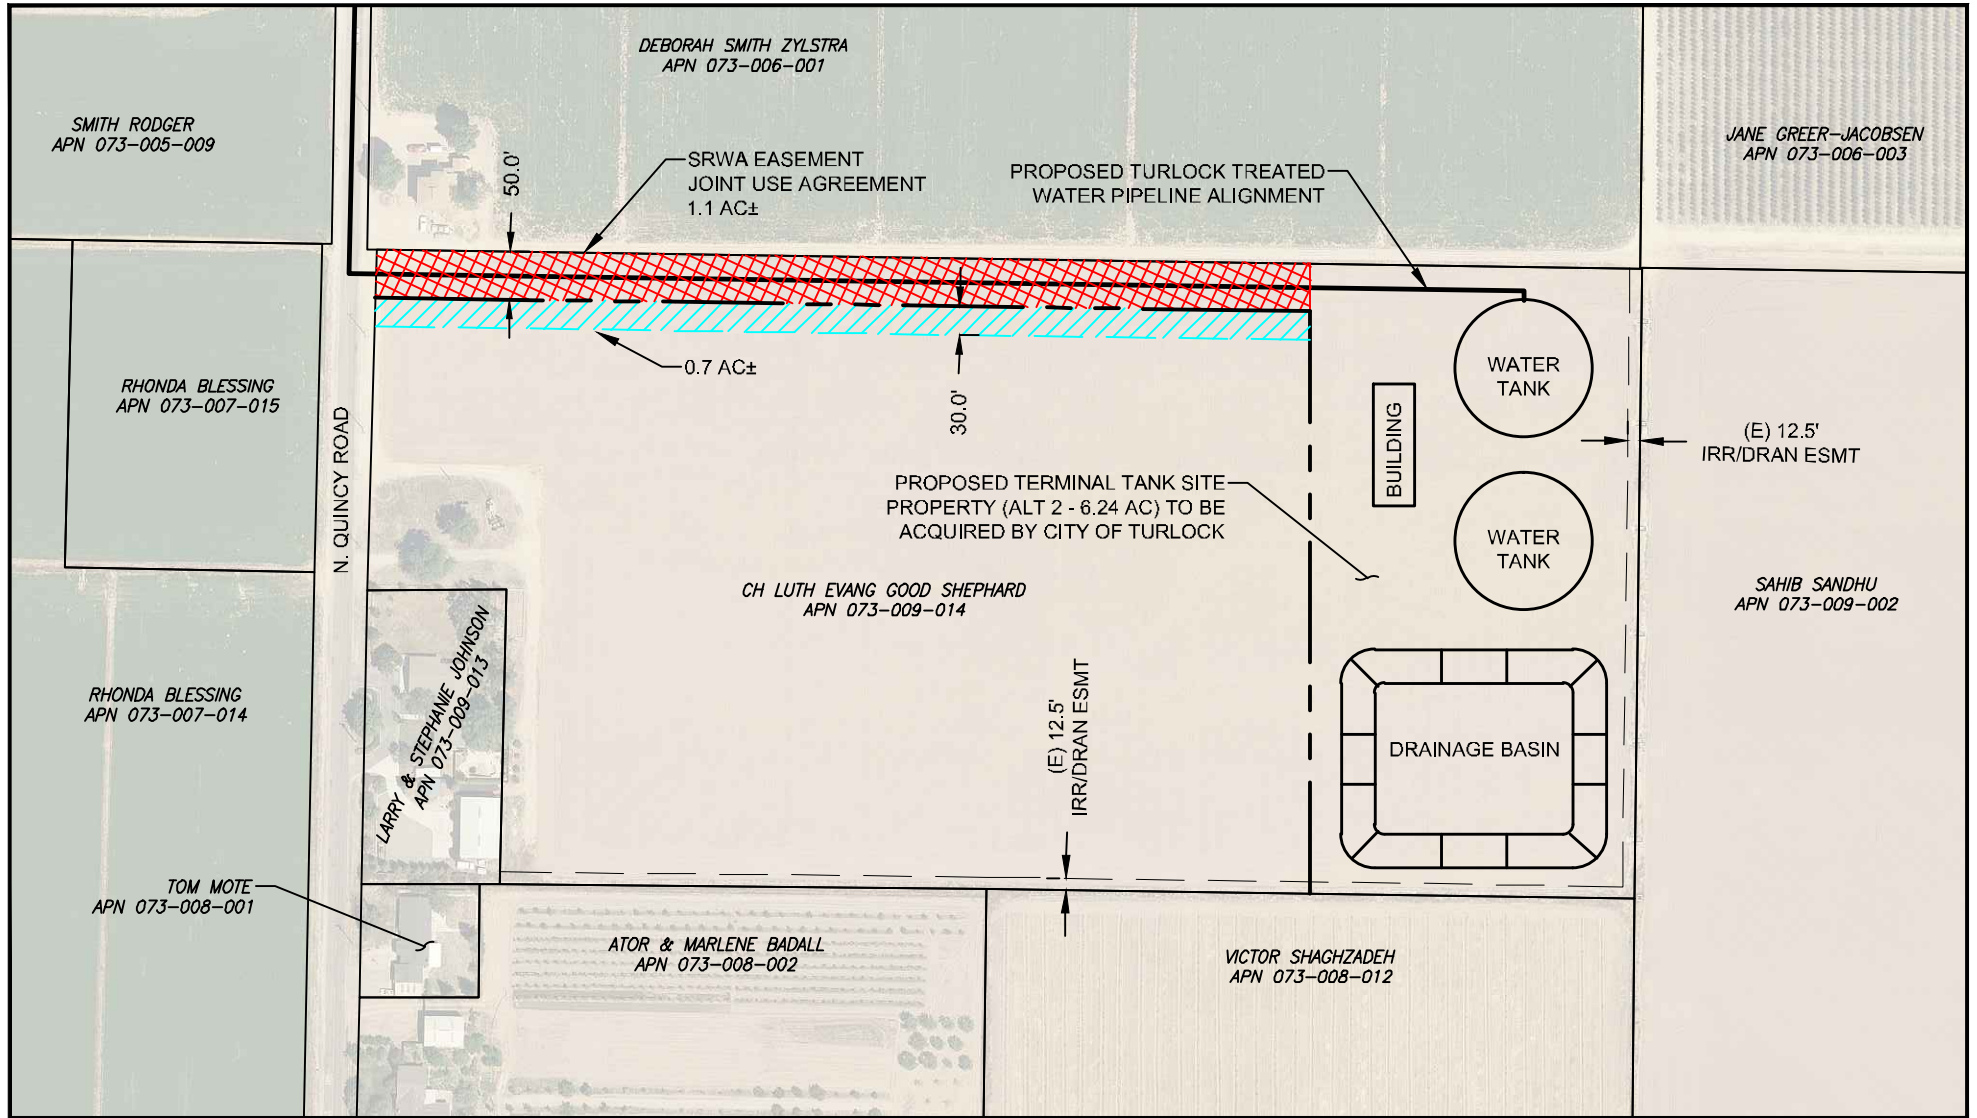 DEBORAH SMITH ZYLSTRA
APN 073-006-001
SMITH RODGER
APN 073-005-009
JANE GREER-JACOBSEN
APN 073-006-003
50.0'
SRWA EASEMENT
JOINT USE AGREEMENT
1.1 AC±
PROPOSED TURLOCK TREATED
WATER PIPELINE ALIGNMENT
0.7 AC±
30.0'
RHONDA BLESSING
APN 073-007-015
N. QUINCY ROAD
WATER
TANK
BUILDING
(E) 12.5'
IRR/DRAN ESMT
PROPOSED TERMINAL TANK SITE
PROPERTY (ALT 2 - 6.24 AC) TO BE
ACQUIRED BY CITY OF TURLOCK
WATER
TANK
CH LUTH EVANG GOOD SHEPHARD
APN 073-009-014
SAHIB SANDHU
APN 073-009-002
LARRY & STEPHANIE JOHNSON
APN 073-009-013
RHONDA BLESSING
APN 073-007-014
(E) 12.5'
IRR/DRAN ESMT
DRAINAGE BASIN
TOM MOTE
APN 073-008-001
ATOR & MARLENE BADALL
APN 073-008-002
VICTOR SHAGHZADEH
APN 073-008-012